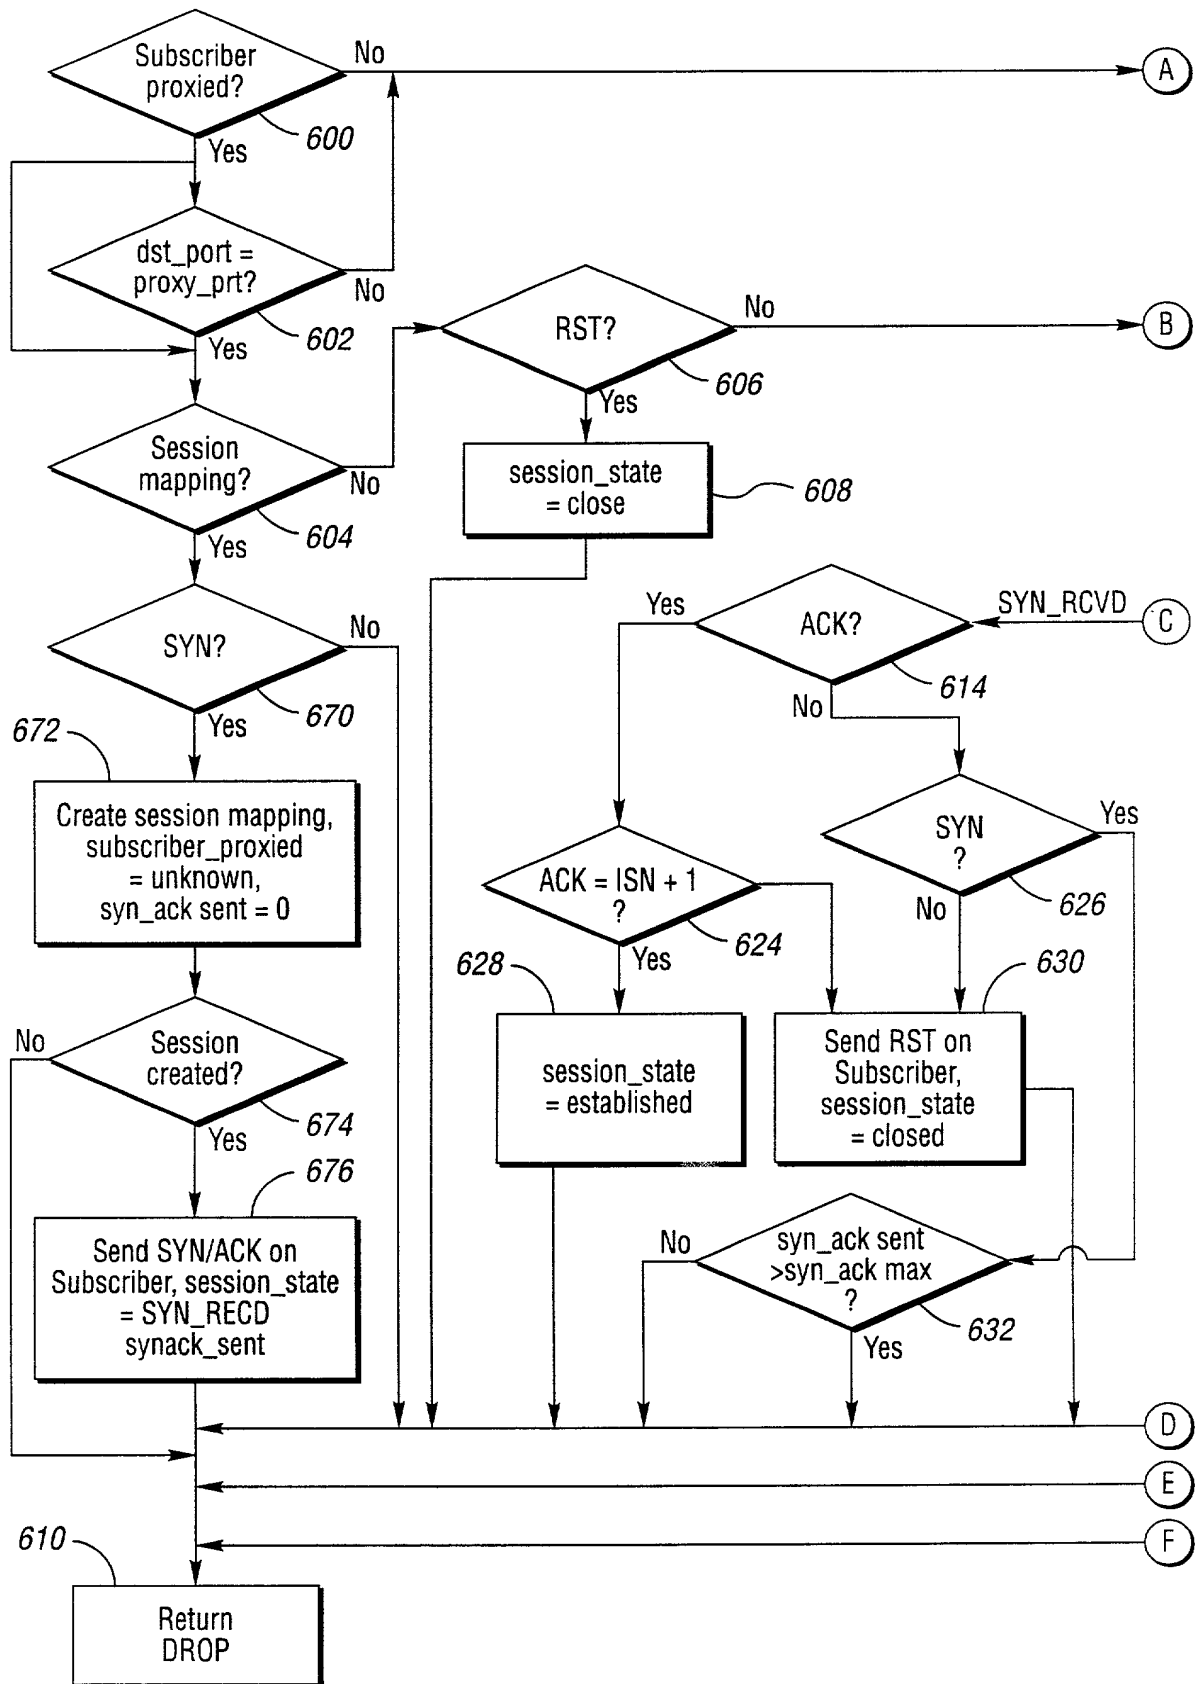 Subscriber
proxied?
No
A
600
Yes
dst_port =
proxy_prt?
No
602
Yes
RST?
No
B
606
Yes
Session
mapping?
No
604
Yes
session_state
= close
608
SYN?
No
670
Yes
Yes
ACK?
SYN_RCVD
C
614
No
672
Create session mapping,
subscriber_proxied
= unknown,
syn_ack sent = 0
SYN
?
Yes
626
No
ACK = ISN + 1
?
624
Yes
628
session_state
= established
630
Send RST on
Subscriber,
session_state
= closed
No
Session
created?
674
Yes
676
Send SYN/ACK on
Subscriber, session_state
= SYN_RECD
synack_sent
No
syn_ack sent
>syn_ack max
?
632
Yes
D
E
F
610
Return
DROP